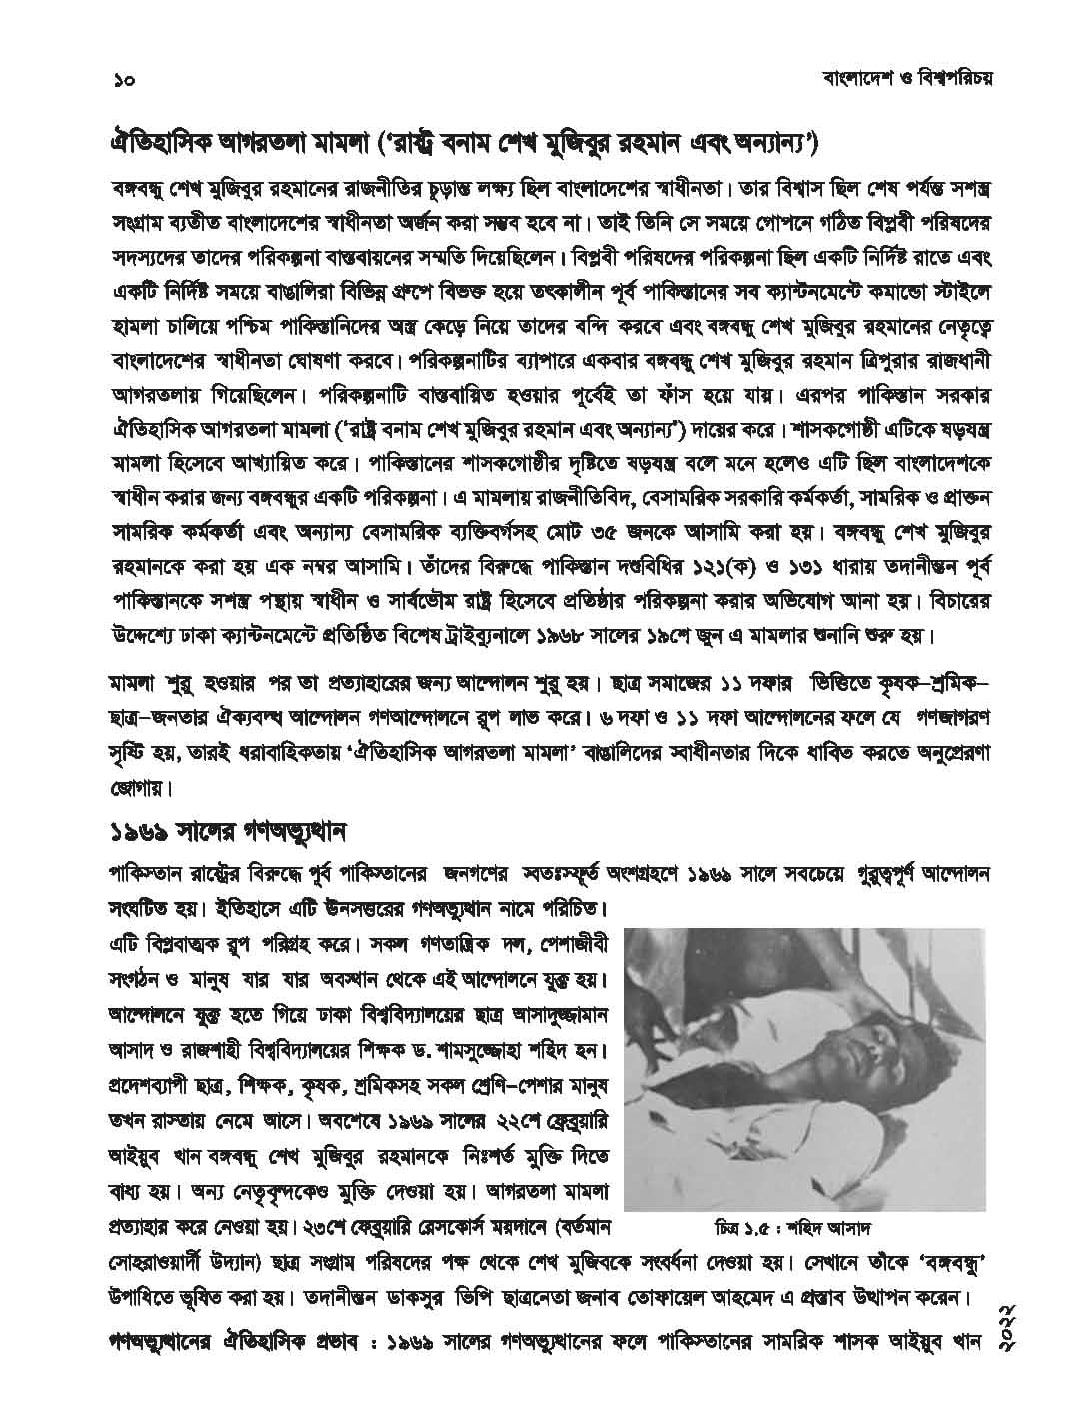 ১০
বাংলাদেশ ও বিশ্বপরিচয়
ঐতিহাসিক আগরতলা মামলা (‘রাষ্ট্র বনাম শেখ মুজিবুর রহমান এবং অন্যান্য’)
বঙ্গবন্ধু শেখ মুজিবুর রহমানের রাজনীতির চূড়ান্ত লক্ষ্য ছিল বাংলাদেশের স্বাধীনতা। তার বিশ্বাস ছিল শেষ পর্যন্ত সশস্ত্র
সংগ্রাম ব্যতীত বাংলাদেশের স্বাধীনতা অর্জন করা সম্ভব হবে না। তাই তিনি সে সময়ে গোপনে গঠিত বিপ্লবী পরিষদের
সদস্যদের তাদের পরিকল্পনা বাস্তবায়নের সম্মতি দিয়েছিলেন। বিপ্লবী পরিষদের পরিকল্পনা ছিল একটি নির্দিষ্ট রাতে এবং
একটি নির্দিষ্ট সময়ে বাঙালিরা বিভিন্ন গ্রুপে বিভক্ত হয়ে তৎকালীন পূর্ব পাকিস্তানের সব ক্যান্টনমেন্টে কমান্ডো স্টাইলে
হামলা চালিয়ে পশ্চিম পাকিস্তানিদের অস্ত্র কেড়ে নিয়ে তাদের বন্দি করবে এবং বঙ্গবন্ধু শেখ মুজিবুর রহমানের নেতৃত্বে
বাংলাদেশের স্বাধীনতা ঘোষণা করবে। পরিকল্পনাটির ব্যাপারে একবার বঙ্গবন্ধু শেখ মুজিবুর রহমান ত্রিপুরার রাজধানী
আগরতলায় গিয়েছিলেন। পরিকল্পনাটি বাস্তবায়িত হওয়ার পূর্বেই তা ফাঁস হয়ে যায়। এরপর পাকিস্তান সরকার
ঐতিহাসিক আগরতলা মামলা (‘রাষ্ট্র বনাম শেখ মুজিবুর রহমান এবং অন্যান্য’) দায়ের করে। শাসকগোষ্ঠী এটিকে ষড়যন্ত্র
মামলা হিসেবে আখ্যায়িত করে। পাকিস্তানের শাসকগোষ্ঠীর দৃষ্টিতে ষড়যন্ত্র বলে মনে হলেও এটি ছিল বাংলাদেশকে
স্বাধীন করার জন্য বঙ্গবন্ধুর একটি পরিকল্পনা। এ মামলায় রাজনীতিবিদ, বেসামরিক সরকারি কর্মকর্তা, সামরিক ও প্রাক্তন
সামরিক কর্মকর্তা এবং অন্যান্য বেসামরিক ব্যক্তিবর্গসহ মোট ৩৫ জনকে আসামি করা হয়। বঙ্গবন্ধু শেখ মুজিবুর
রহমানকে করা হয় এক নম্বর আসামি। তাঁদের বিরুদ্ধে পাকিস্তান দণ্ডবিধির ১২১(ক) ও ১৩১ ধারায় তদানীন্তন পূর্ব
পাকিস্তানকে সশস্ত্র পন্থায় স্বাধীন ও সার্বভৌম রাষ্ট্র হিসেবে প্রতিষ্ঠার পরিকল্পনা করার অভিযোগ আনা হয়। বিচারের
উদ্দেশ্যে ঢাকা ক্যান্টনমেন্টে প্রতিষ্ঠিত বিশেষ ট্রাইব্যুনালে ১৯৬৮ সালের ১৯শে জুন এ মামলার শুনানি শুরু হয়।
মামলা শুরু হওয়ার পর তা প্রত্যাহারের জন্য আন্দোলন শুরু হয়। ছাত্র সমাজের ১১ দফার ভিত্তিতে কৃষক–শ্রমিক–
ছাত্র–জনতার ঐক্যবদ্ধ আন্দোলন গণআন্দোলনে রূপ লাভ করে। ৬ দফা ও ১১ দফা আন্দোলনের ফলে যে গণজাগরণ
সৃষ্টি হয়, তারই ধরাবাহিকতায় ‘ঐতিহাসিক আগরতলা মামলা’ বাঙালিদের স্বাধীনতার দিকে ধাবিত করতে অনুপ্রেরণা
জোগায়।
১৯৬৯ সালের গণঅভ্যুত্থান
পাকিস্তান রাষ্ট্রের বিরুদ্ধে পূর্ব পাকিস্তানের জনগণের স্বতঃস্ফূর্ত অংশগ্রহণে ১৯৬৯ সালে সবচেয়ে গুরুত্বপূর্ণ আন্দোলন
সংঘটিত হয়। ইতিহাসে এটি ঊনসত্তরের গণঅভ্যুত্থান নামে পরিচিত।
এটি বিপ্লবাত্মক রূপ পরিগ্রহ করে। সকল গণতান্ত্রিক দল, পেশাজীবী
সংগঠন ও মানুষ যার যার অবস্থান থেকে এই আন্দোলনে যুক্ত হয়।
আন্দোলনে যুক্ত হতে গিয়ে ঢাকা বিশ্ববিদ্যালয়ের ছাত্র আসাদুজ্জামান
আসাদ ও রাজশাহী বিশ্ববিদ্যালয়ের শিক্ষক ড. শামসুজ্জোহা শহিদ হন।
প্রদেশব্যাপী ছাত্র, শিক্ষক, কৃষক, শ্রমিকসহ সকল শ্রেণি–পেশার মানুষ
তখন রাস্তায় নেমে আসে। অবশেষে ১৯৬৯ সালের ২২শে ফেব্রুয়ারি
আইয়ুব খান বঙ্গবন্ধু শেখ মুজিবুর রহমানকে নিঃশর্ত মুক্তি দিতে
বাধ্য হয়। অন্য নেতৃবৃন্দকেও মুক্তি দেওয়া হয়। আগরতলা মামলা
প্রত্যাহার করে নেওয়া হয়। ২৩শে ফেব্রুয়ারি রেসকোর্স ময়দানে (বর্তমান
চিত্র ১.৫ : শহিদ আসাদ
সোহরাওয়ার্দী উদ্যান) ছাত্র সংগ্রাম পরিষদের পক্ষ থেকে শেখ মুজিবকে সংবর্ধনা দেওয়া হয়। সেখানে তাঁকে ‘বঙ্গবন্ধু’
উপাধিতে ভূষিত করা হয়। তদানীন্তন ডাকসুর ভিপি ছাত্রনেতা জনাব তোফায়েল আহমেদ এ প্রস্তাব উত্থাপন করেন।
গণঅভ্যুত্থানের ঐতিহাসিক প্রভাব : ১৯৬৯ সালের গণঅভ্যুত্থানের ফলে পাকিস্তানের সামরিক শাসক আইয়ুব খান
২০২২